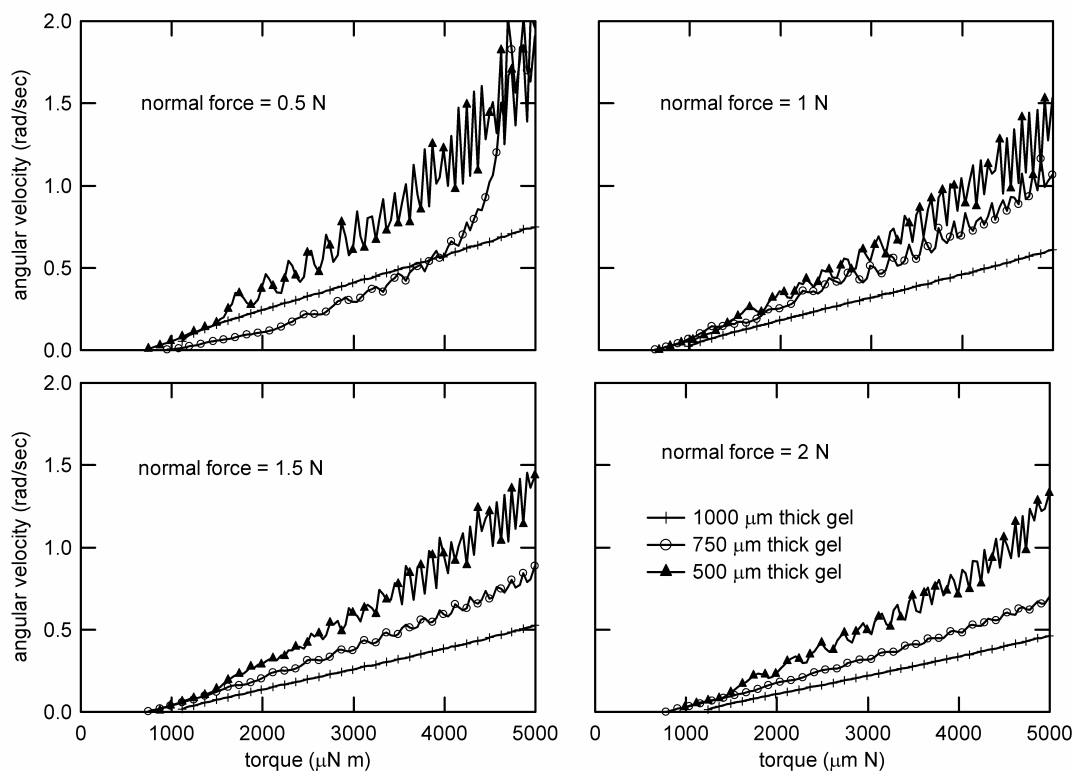 2.0
1.5
1.0
0.5
0.0
angular velocity (rad/sec)
normal force = 0.5 N
normal force = 1 N
2.0
1.5
1.0
0.5
0.0
angular velocity (rad/sec)
normal force = 1.5 N
normal force = 2 N
1000 μm thick gel
750 μm thick gel
500 μm thick gel
0 1000 2000 3000 4000 5000
torque (μN m)
0 1000 2000 3000 4000 5000
torque (μm N)